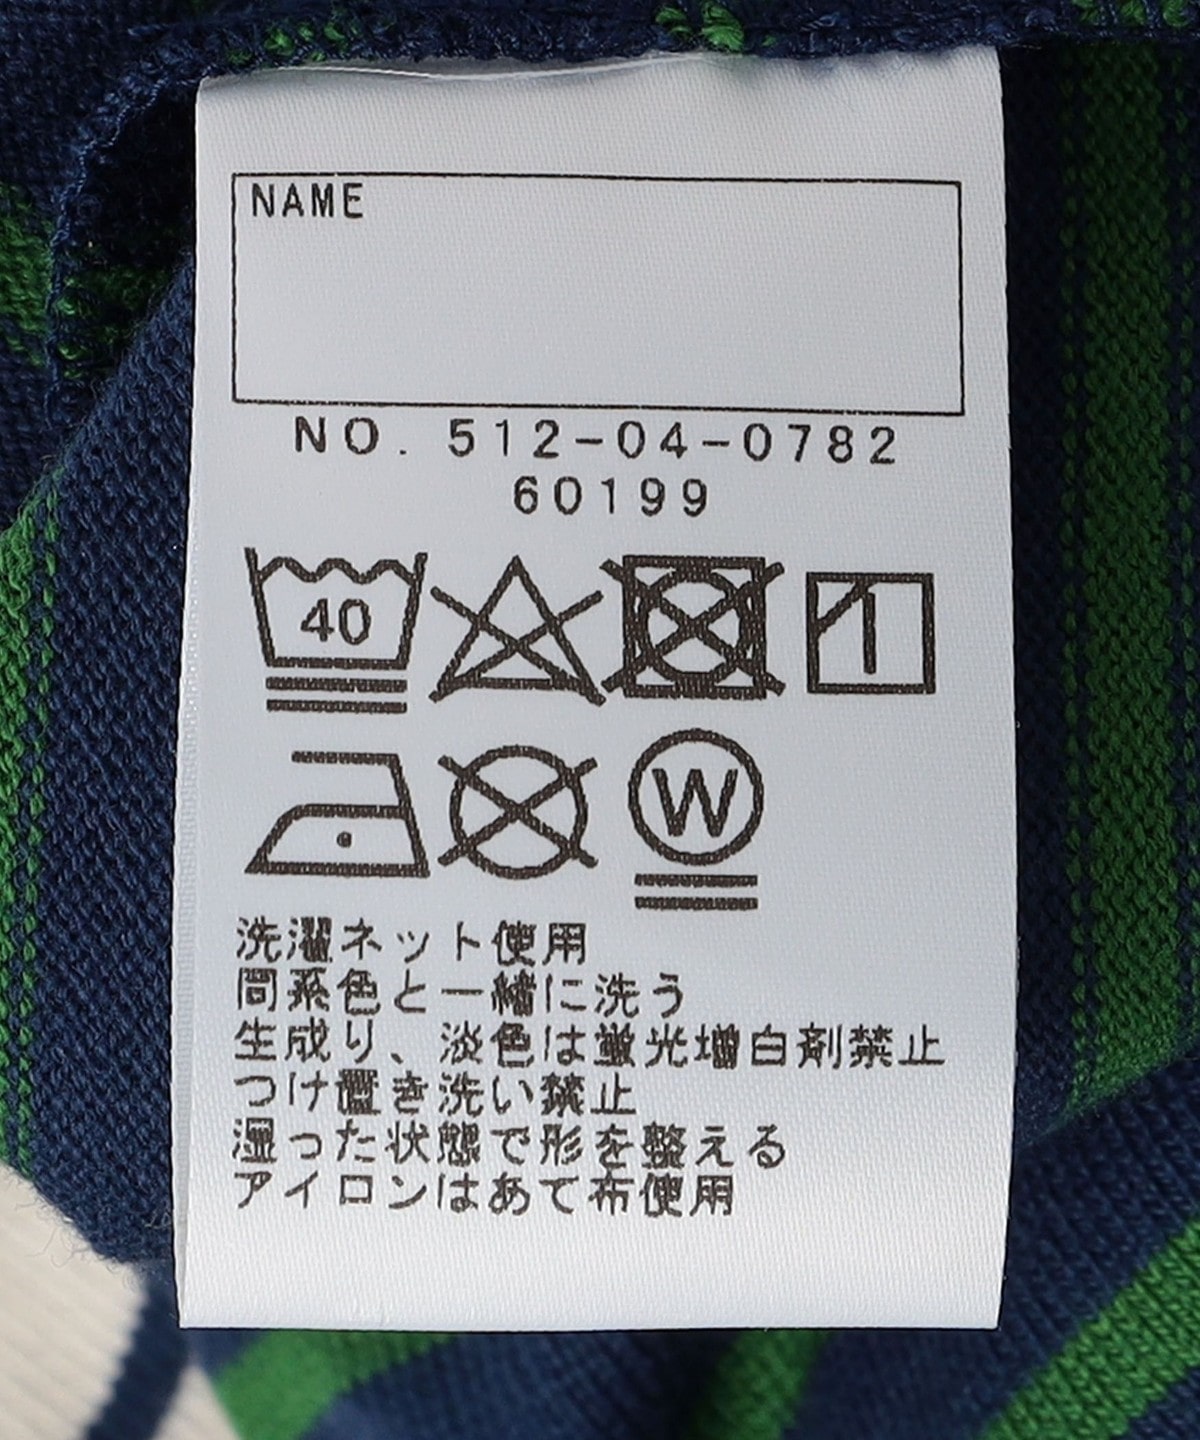 NAME
NO. 512-04-0782
60199
40
W
洗濯ネット使用
同系色と一緒に洗う
生成り、淡色は蛍光増白剤禁止
つけ置き洗い禁止
湿った状態で形を整える
アイロンはあて布使用